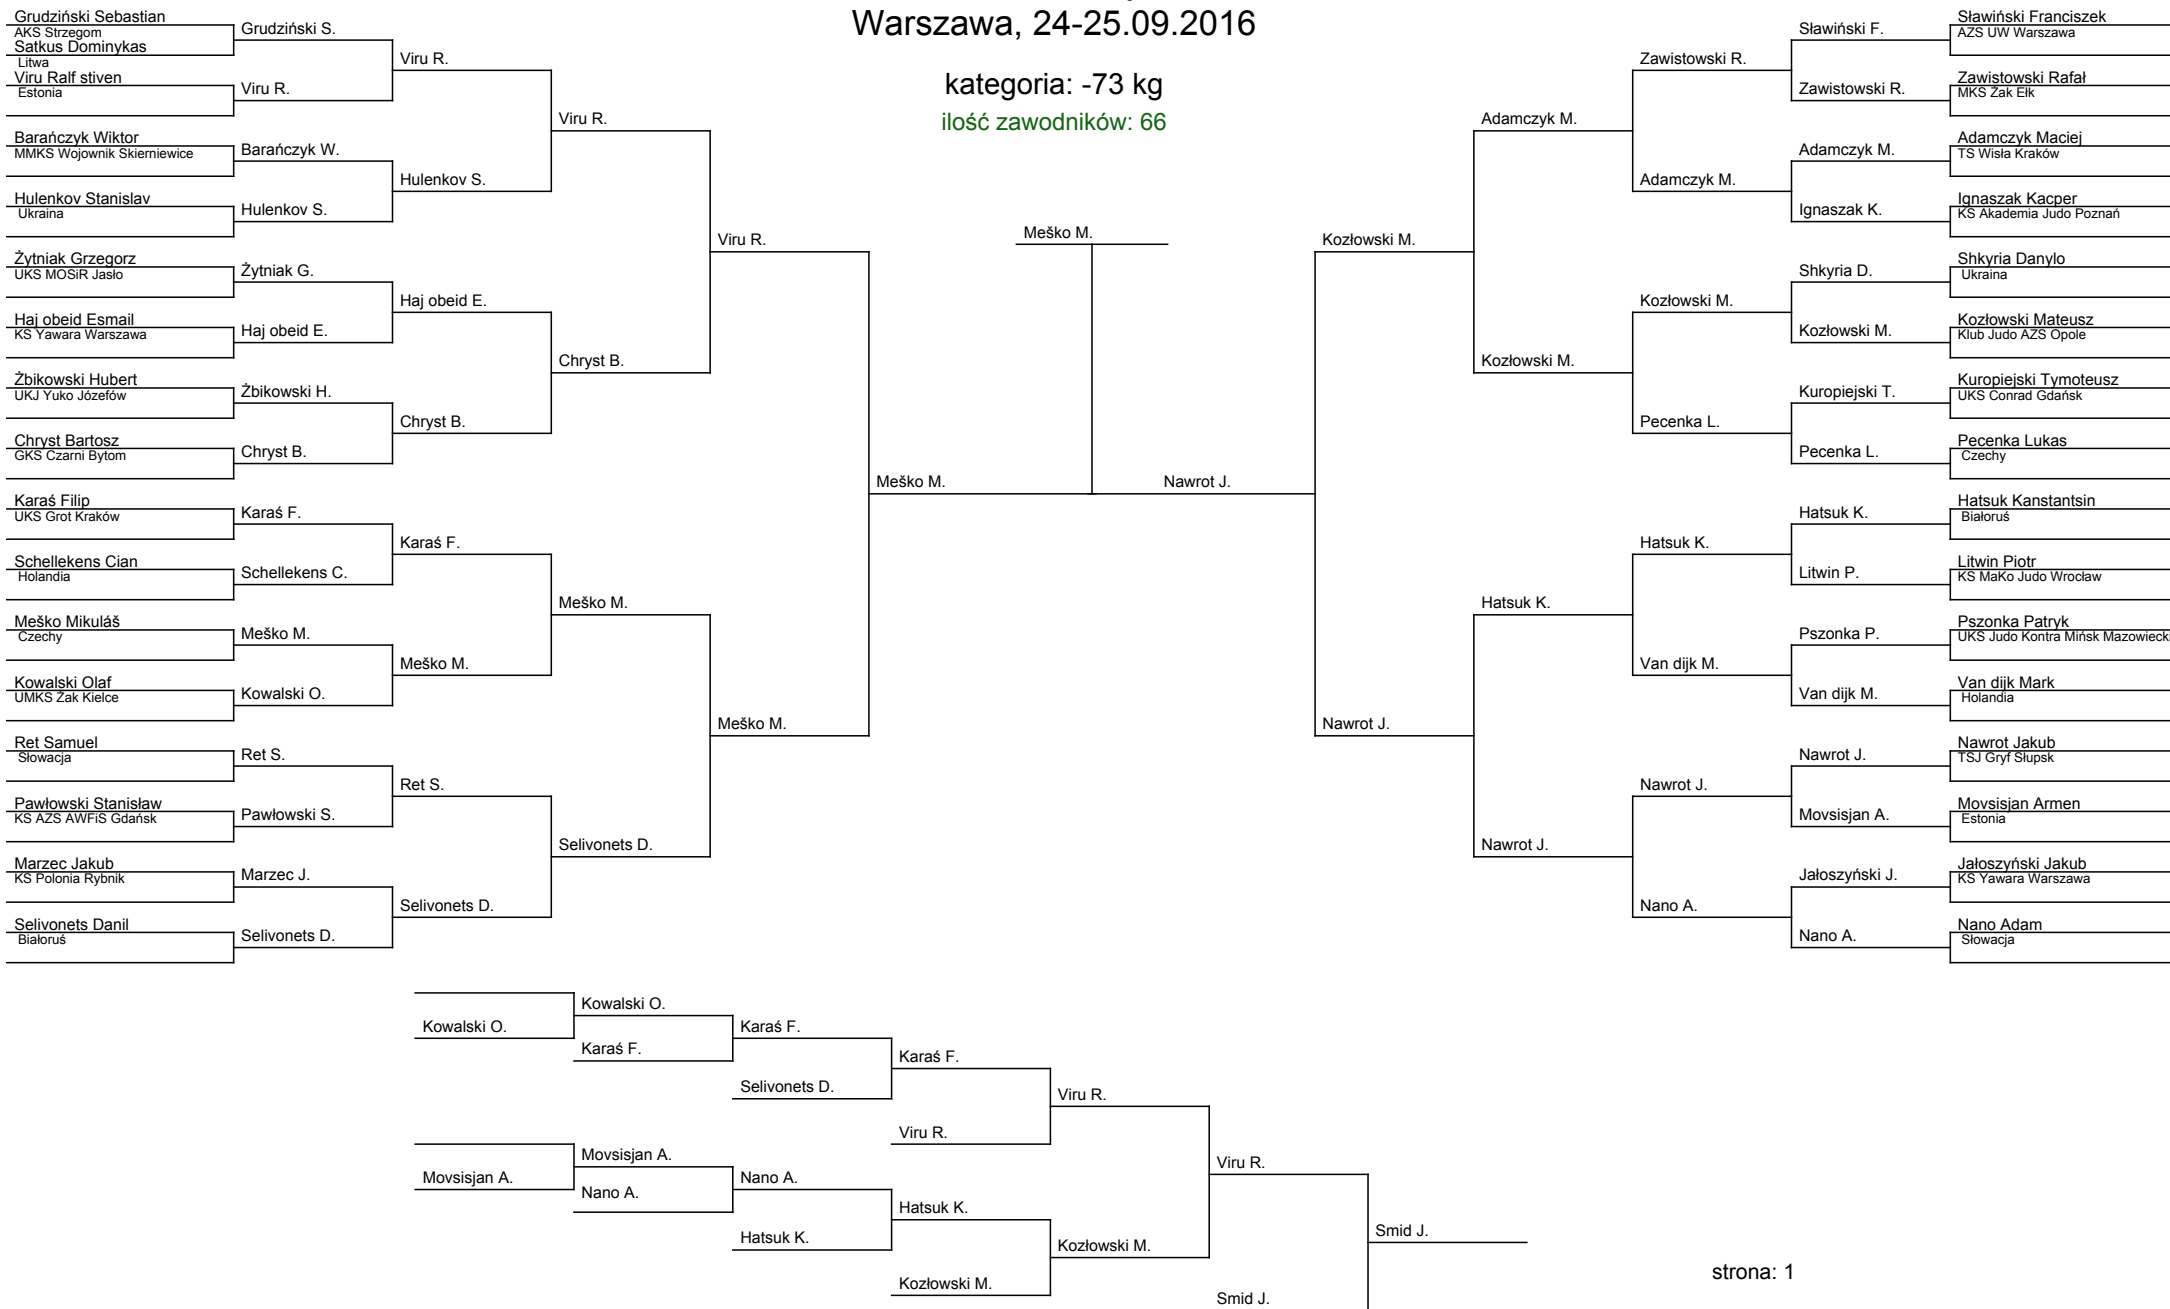 Warszawa, 24-25.09.2016
kategoria: -73 kg
ilość zawodników: 66
Grudziński Sebastian
AKS Strzegom
Satkus Dominykas
Litwa
Viru Ralf stiven
Estonia
Barańczyk Wiktor
MMKS Wojownik Skierniewice
Hulenkov Stanislav
Ukraina
Żytniak Grzegorz
UKS MOSiR Jasło
Haj obeid Esmail
KS Yawara Warszawa
Żbikowski Hubert
UKJ Yuko Józefów
Chryst Bartosz
GKS Czarni Bytom
Karaś Filip
UKS Grot Kraków
Schellekens Cian
Holandia
Meško Mikuláš
Czechy
Kowalski Olaf
UMKS Żak Kielce
Ret Samuel
Słowacja
Pawłowski Stanisław
KS AZS AWFiS Gdańsk
Marzec Jakub
KS Polonia Rybnik
Selivonets Danil
Białoruś
Grudziński S.
Viru R.
Barańczyk W.
Hulenkov S.
Żytniak G.
Haj obeid E.
Żbikowski H.
Chryst B.
Karaś F.
Schellekens C.
Meško M.
Kowalski O.
Ret S.
Pawłowski S.
Marzec J.
Selivonets D.
Viru R.
Hulenkov S.
Haj obeid E.
Chryst B.
Karaś F.
Meško M.
Ret S.
Selivonets D.
Viru R.
Chryst B.
Meško M.
Selivonets D.
Viru R.
Meško M.
Meško M.
Meško M.
Nawrot J.
Kozłowski M.
Nawrot J.
Adamczyk M.
Kozłowski M.
Hatsuk K.
Nawrot J.
Zawistowski R.
Adamczyk M.
Kozłowski M.
Pecenka L.
Hatsuk K.
Van dijk M.
Nawrot J.
Nano A.
Sławiński F.
Zawistowski R.
Adamczyk M.
Ignaszak K.
Shkyria D.
Kozłowski M.
Kuropiejski T.
Pecenka L.
Hatsuk K.
Litwin P.
Pszonka P.
Van dijk M.
Nawrot J.
Movsisjan A.
Jałoszyński J.
Nano A.
Sławiński Franciszek
AZS UW Warszawa
Zawistowski Rafał
MKS Żak Ełk
Adamczyk Maciej
TS Wisła Kraków
Ignaszak Kacper
KS Akademia Judo Poznań
Shkyria Danylo
Ukraina
Kozłowski Mateusz
Klub Judo AZS Opole
Kuropiejski Tymoteusz
UKS Conrad Gdańsk
Pecenka Lukas
Czechy
Hatsuk Kanstantsin
Białoruś
Litwin Piotr
KS MaKo Judo Wrocław
Pszonka Patryk
UKS Judo Kontra Mińsk Mazowiecki
Van dijk Mark
Holandia
Nawrot Jakub
TSJ Gryf Słupsk
Movsisjan Armen
Estonia
Jałoszyński Jakub
KS Yawara Warszawa
Nano Adam
Słowacja
Kowalski O.
Kowalski O.
Karaś F.
Karaś F.
Selivonets D.
Karaś F.
Viru R.
Viru R.
Movsisjan A.
Movsisjan A.
Nano A.
Nano A.
Hatsuk K.
Hatsuk K.
Kozłowski M.
Kozłowski M.
Viru R.
Smid J.
Smid J.
strona: 1